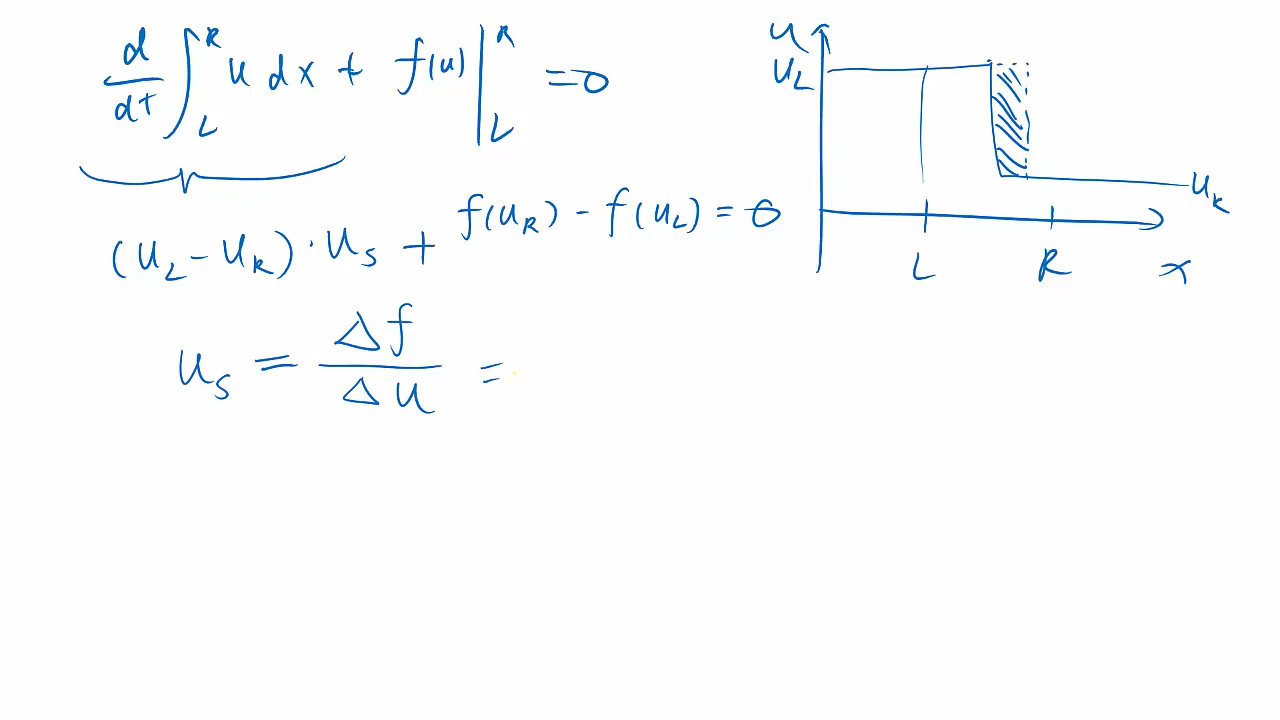 d/dt ∫_L^R u dx + f(u) |_L^R = 0
(u_L - u_R) · u_s + f(u_R) - f(u_L) = 0
u_s = Δf / Δu =
u
u_L
u_R
L R x